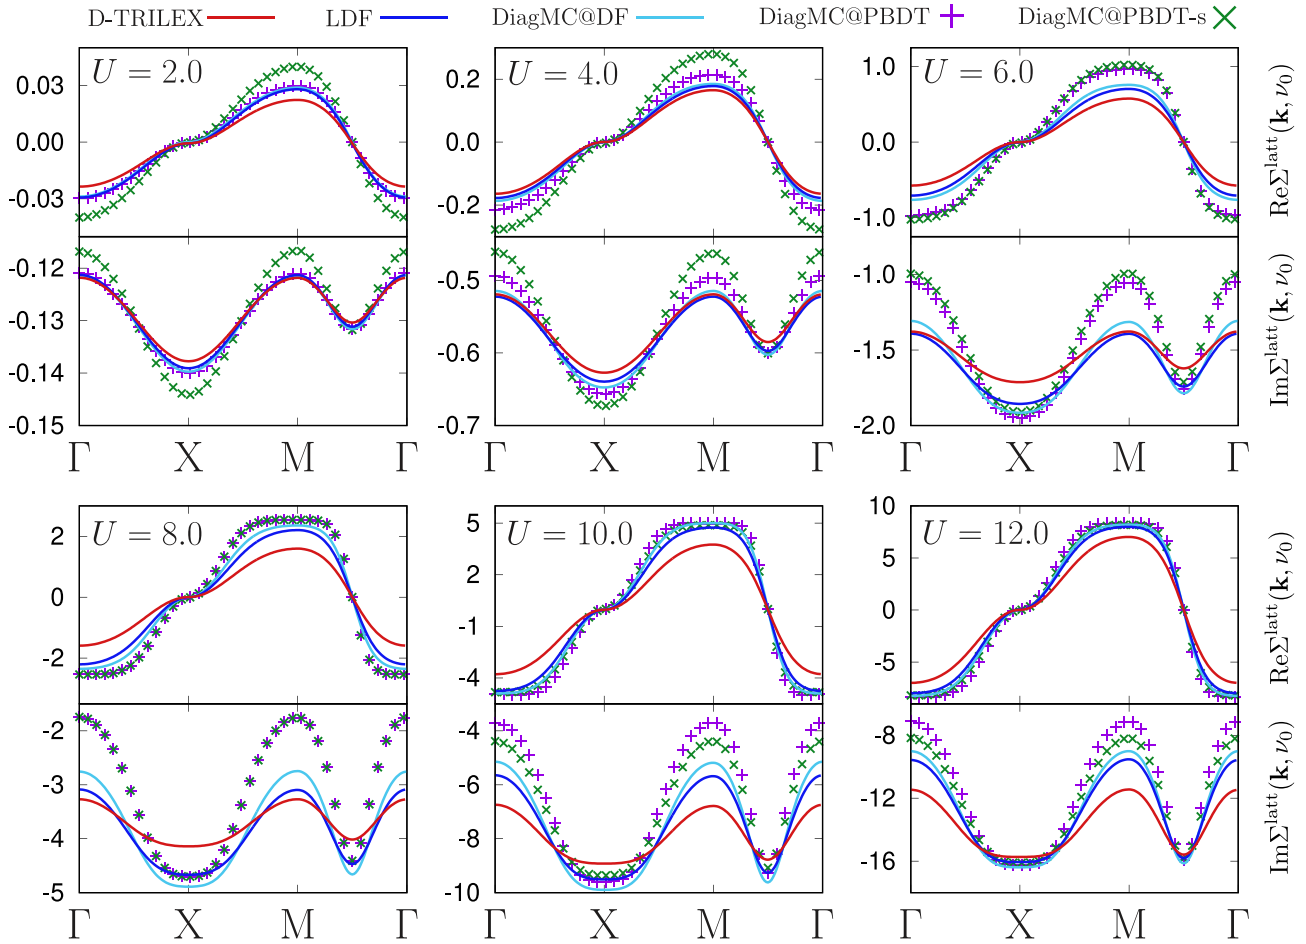 D-TRILEX LDF DiagMC@DF DiagMC@PBDT DiagMC@PBDT-s
U = 2.0 U = 4.0 U = 6.0
0.03 0.2 1.0
0.00 0.0 0.0
-0.03 -0.2 -1.0
ReΣ^latt(k, ν₀)
-0.12 -0.5 -1.0
-0.13 -0.6 -1.5
-0.14
-0.15 -0.7 -2.0
ImΣ^latt(k, ν₀)
Γ X M Γ Γ X M Γ Γ X M Γ
U = 8.0 U = 10.0 U = 12.0
2 5 10
0 2 5
-2 -1 0
-4 -5
ReΣ^latt(k, ν₀)
-2 -4 -8
-3 -6 -12
-4 -8 -16
-5 -10
ImΣ^latt(k, ν₀)
Γ X M Γ Γ X M Γ Γ X M Γ